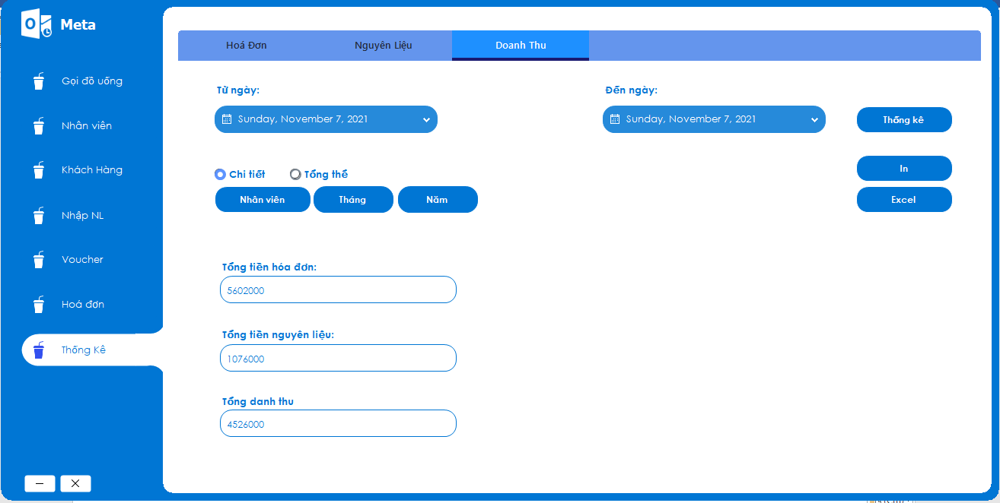 Meta
Gọi đồ uống
Nhân viên
Khách Hàng
Nhập NL
Voucher
Hoá đơn
Thống Kê
Hoá Đơn
Nguyên Liệu
Doanh Thu
Từ ngày:
Đến ngày:
Sunday, November 7, 2021
Sunday, November 7, 2021
Thống kê
Chi tiết
Tổng thể
In
Nhân viên
Tháng
Năm
Excel
Tổng tiền hóa đơn:
5602000
Tổng tiền nguyên liệu:
1076000
Tổng danh thu
4526000